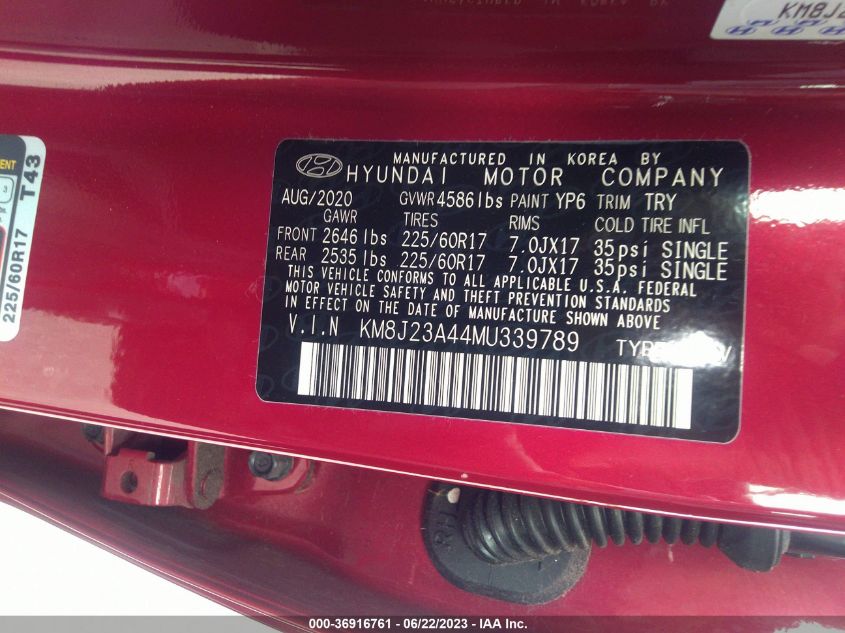 KM8J2
T43
225/60R17
MANUFACTURED IN KOREA BY
HYUNDAI MOTOR COMPANY
AUG/2020 GVWR 4586 lbs PAINT YP6 TRIM TRY
GAWR TIRES RIMS COLD TIRE INFL
FRONT 2646 lbs 225/60R17 7.0JX17 35psi SINGLE
REAR 2535 lbs 225/60R17 7.0JX17 35psi SINGLE
THIS VEHICLE CONFORMS TO ALL APPLICABLE U.S.A. FEDERAL
MOTOR VEHICLE SAFETY AND THEFT PREVENTION STANDARDS
IN EFFECT ON THE DATE OF MANUFACTURE SHOWN ABOVE
V.I.N KM8J23A44MU339789 TYPE
RH
000-36916761 / 06/22/2023 - IAA Inc.